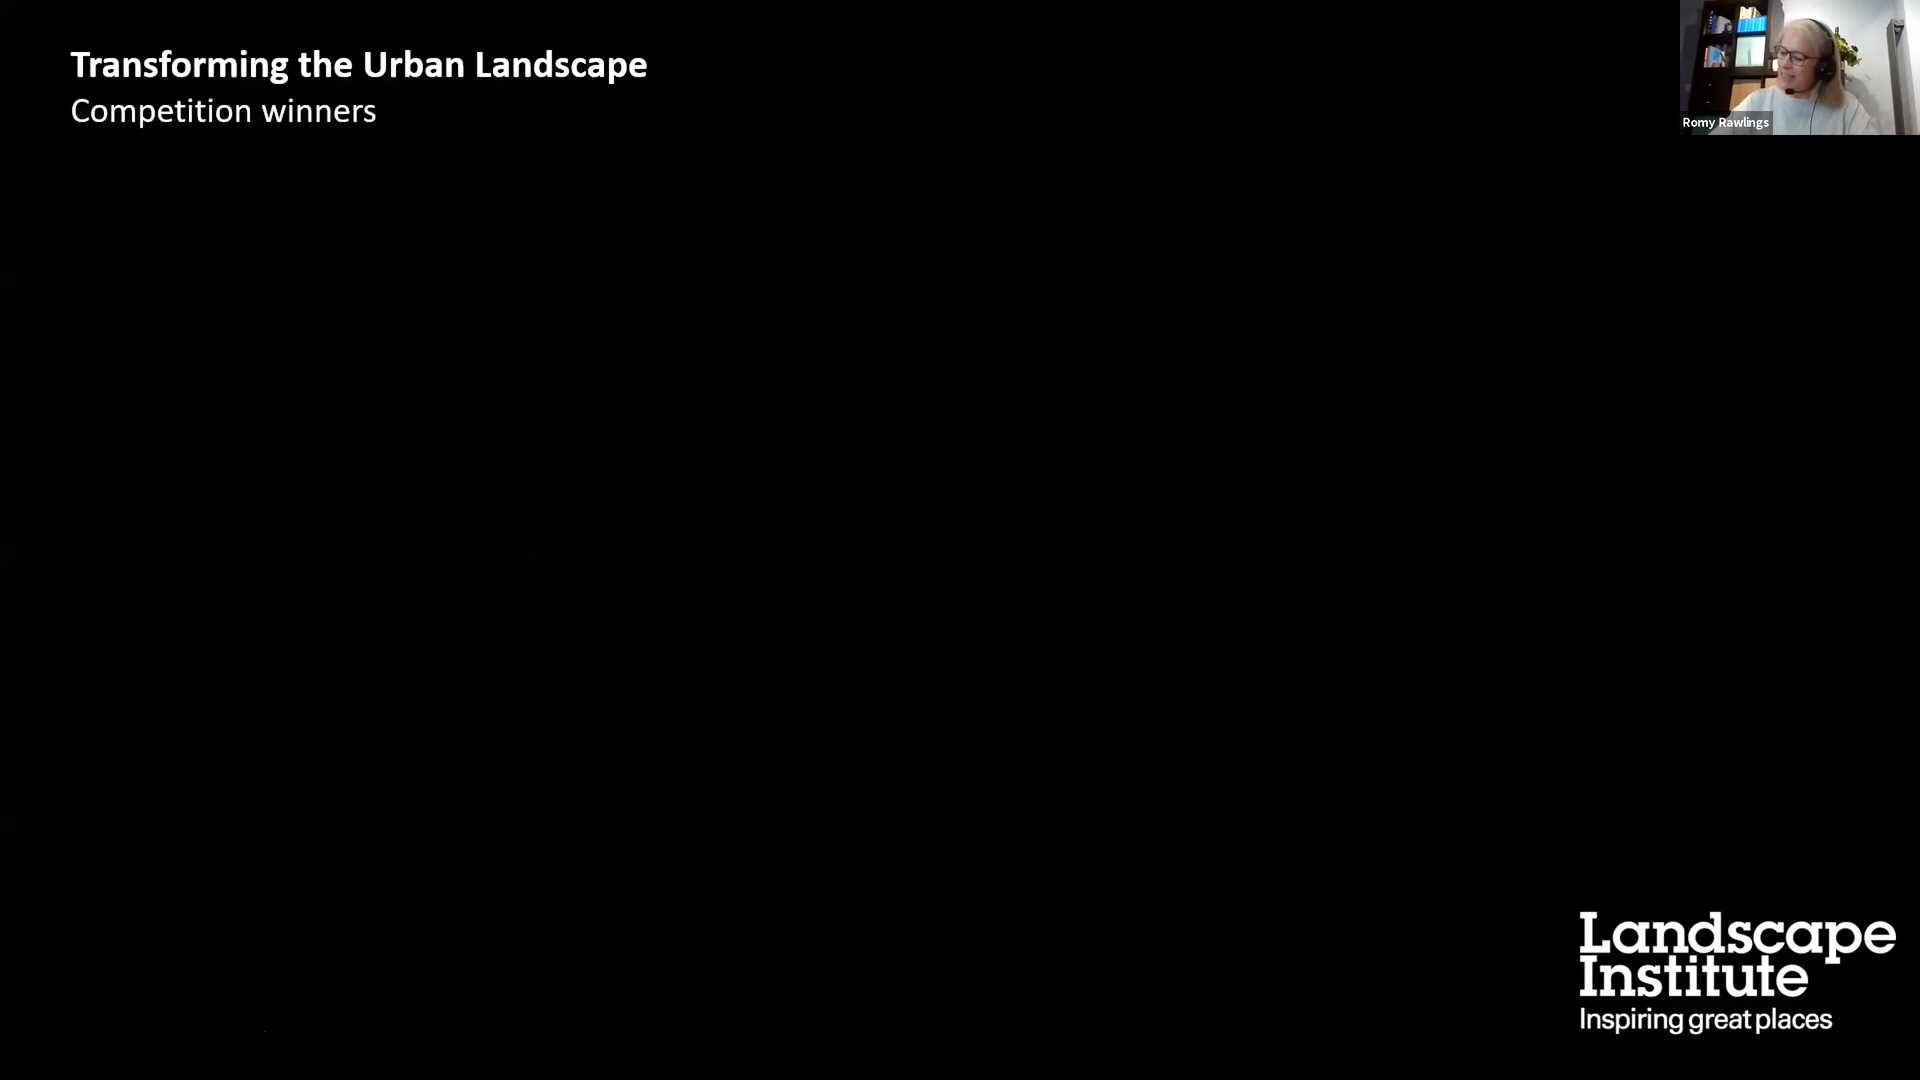 Transforming the Urban Landscape
Competition winners
Romy Rawlings
Landscape
Institute
Inspiring great places